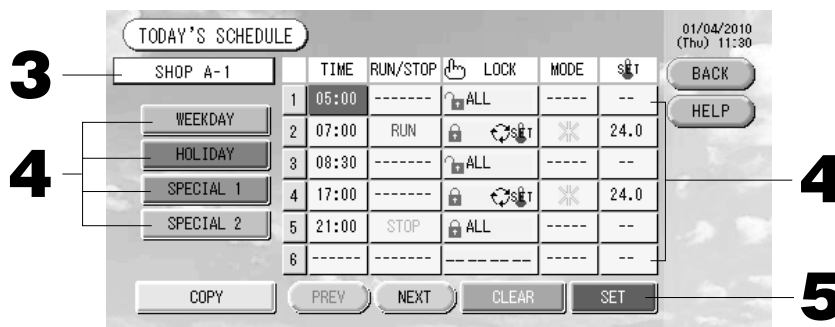 TODAY'S SCHEDULE
01/04/2010
(Thu) 11:30
3
SHOP A-1
TIME RUN/STOP LOCK MODE SET
BACK
HELP
1 05:00 ------- ALL ----- --
2 07:00 RUN SET 24.0
3 08:30 ------- ALL ----- --
4 17:00 ------- SET 24.0
5 21:00 STOP ALL ----- --
6 ------ ------- -- -- -- -- ----- --
4
WEEKDAY
HOLIDAY
SPECIAL 1
SPECIAL 2
4
COPY PREV NEXT CLEAR SET
5